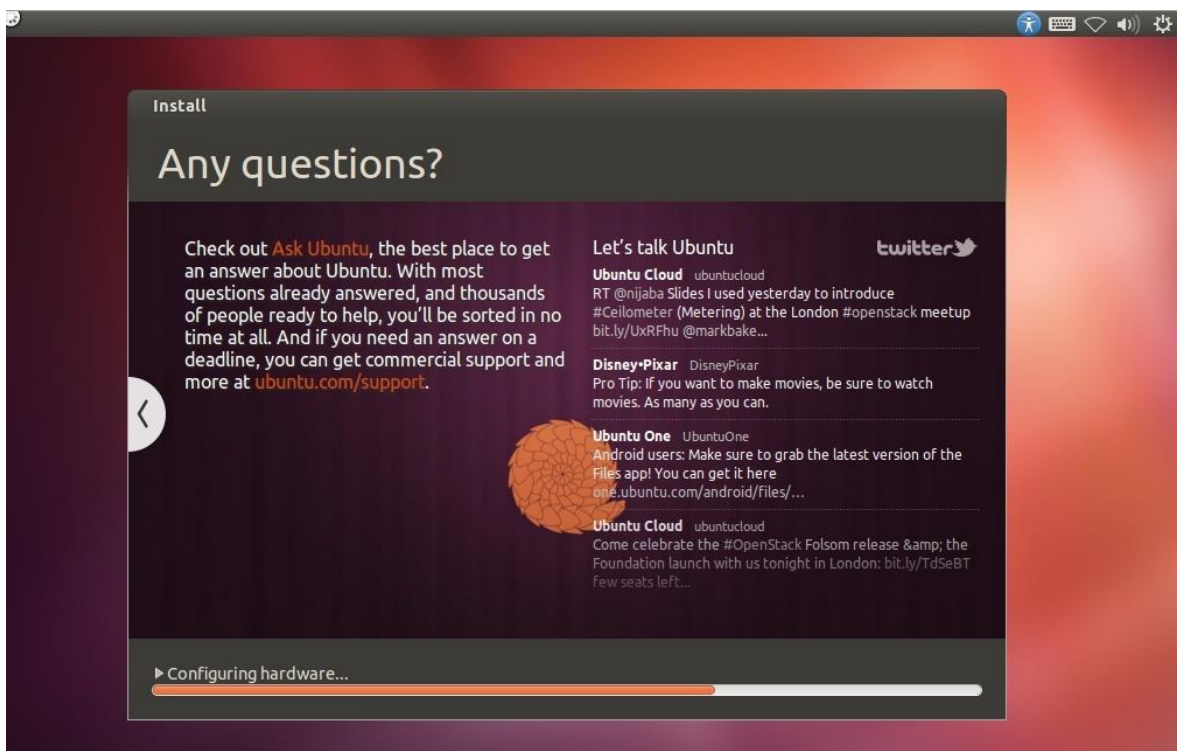 Install
Any questions?
Check out Ask Ubuntu, the best place to get
an answer about Ubuntu. With most
questions already answered, and thousands
of people ready to help, you'll be sorted in no
time at all. And if you need an answer on a
deadline, you can get commercial support and
more at ubuntu.com/support.
Let's talk Ubuntu
twitter
Ubuntu Cloud ubuntucloud
RT @nijaba Slides I used yesterday to introduce
#Ceilometer (Metering) at the London #openstack meetup
bit.ly/UxRFhu @markbake...
Disney•Pixar DisneyPixar
Pro Tip: If you want to make movies, be sure to watch
movies. As many as you can.
Ubuntu One UbuntuOne
Android users: Make sure to grab the latest version of the
Files app! You can get it here
one.ubuntu.com/android/files/...
Ubuntu Cloud ubuntucloud
Come celebrate the #OpenStack Folsom release &amp; the
Foundation launch with us tonight in London: bit.ly/TdSeBT
few seats left...
Configuring hardware...